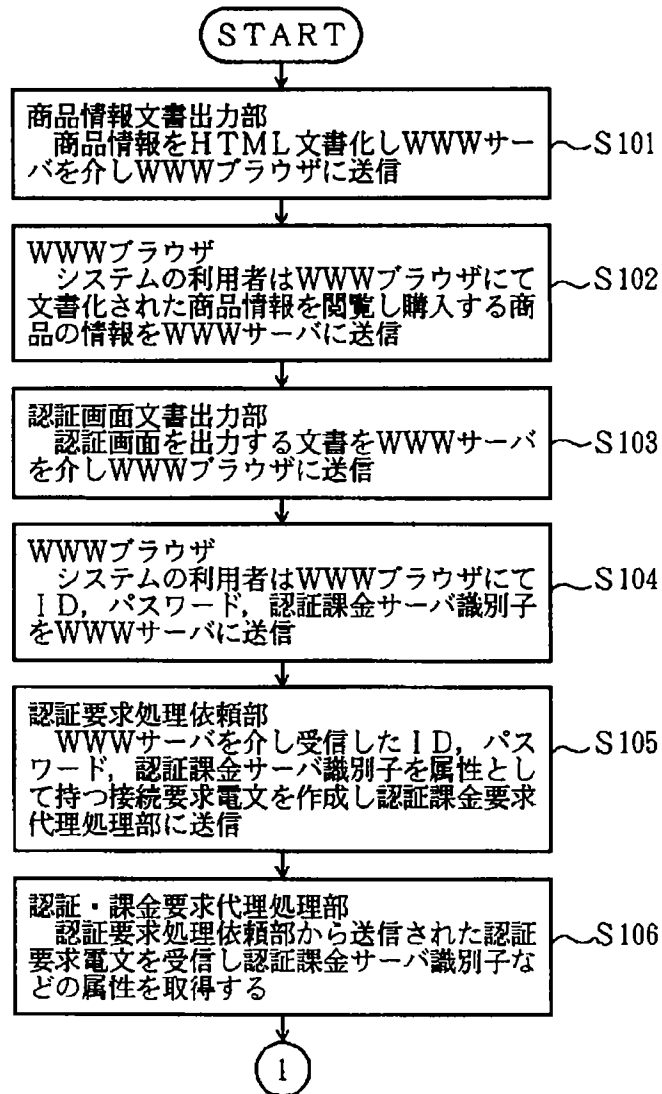 START
商品情報文書出力部
商品情報をHTML文書化しWWWサー
バを介しWWWブラウザに送信
S101
WWWブラウザ
システムの利用者はWWWブラウザにて
文書化された商品情報を閲覧し購入する商
品の情報をWWWサーバに送信
S102
認証画面文書出力部
認証画面を出力する文書をWWWサーバ
を介しWWWブラウザに送信
S103
WWWブラウザ
システムの利用者はWWWブラウザにて
ID,パスワード,認証課金サーバ識別子
をWWWサーバに送信
S104
認証要求処理依頼部
WWWサーバを介し受信したID,パス
ワード,認証課金サーバ識別子を属性とし
て持つ接続要求電文を作成し認証課金要求
代理処理部に送信
S105
認証・課金要求代理処理部
認証要求処理依頼部から送信された認証
要求電文を受信し認証課金サーバ識別子な
どの属性を取得する
S106
1